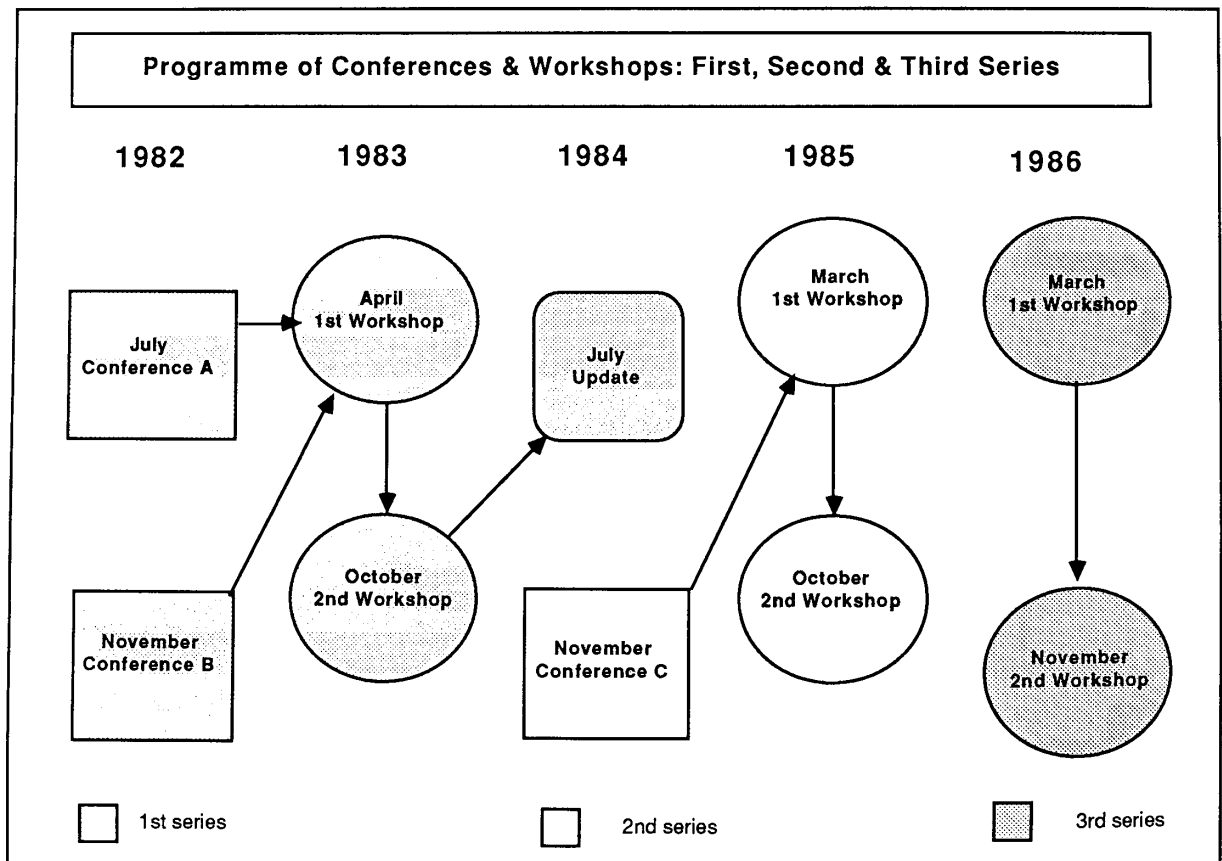 Programme of Conferences & Workshops: First, Second & Third Series
1982
1983
1984
1985
1986
July
Conference A
April
1st Workshop
July
Update
March
1st Workshop
March
1st Workshop
November
Conference B
October
2nd Workshop
November
Conference C
October
2nd Workshop
November
2nd Workshop
1st series
2nd series
3rd series